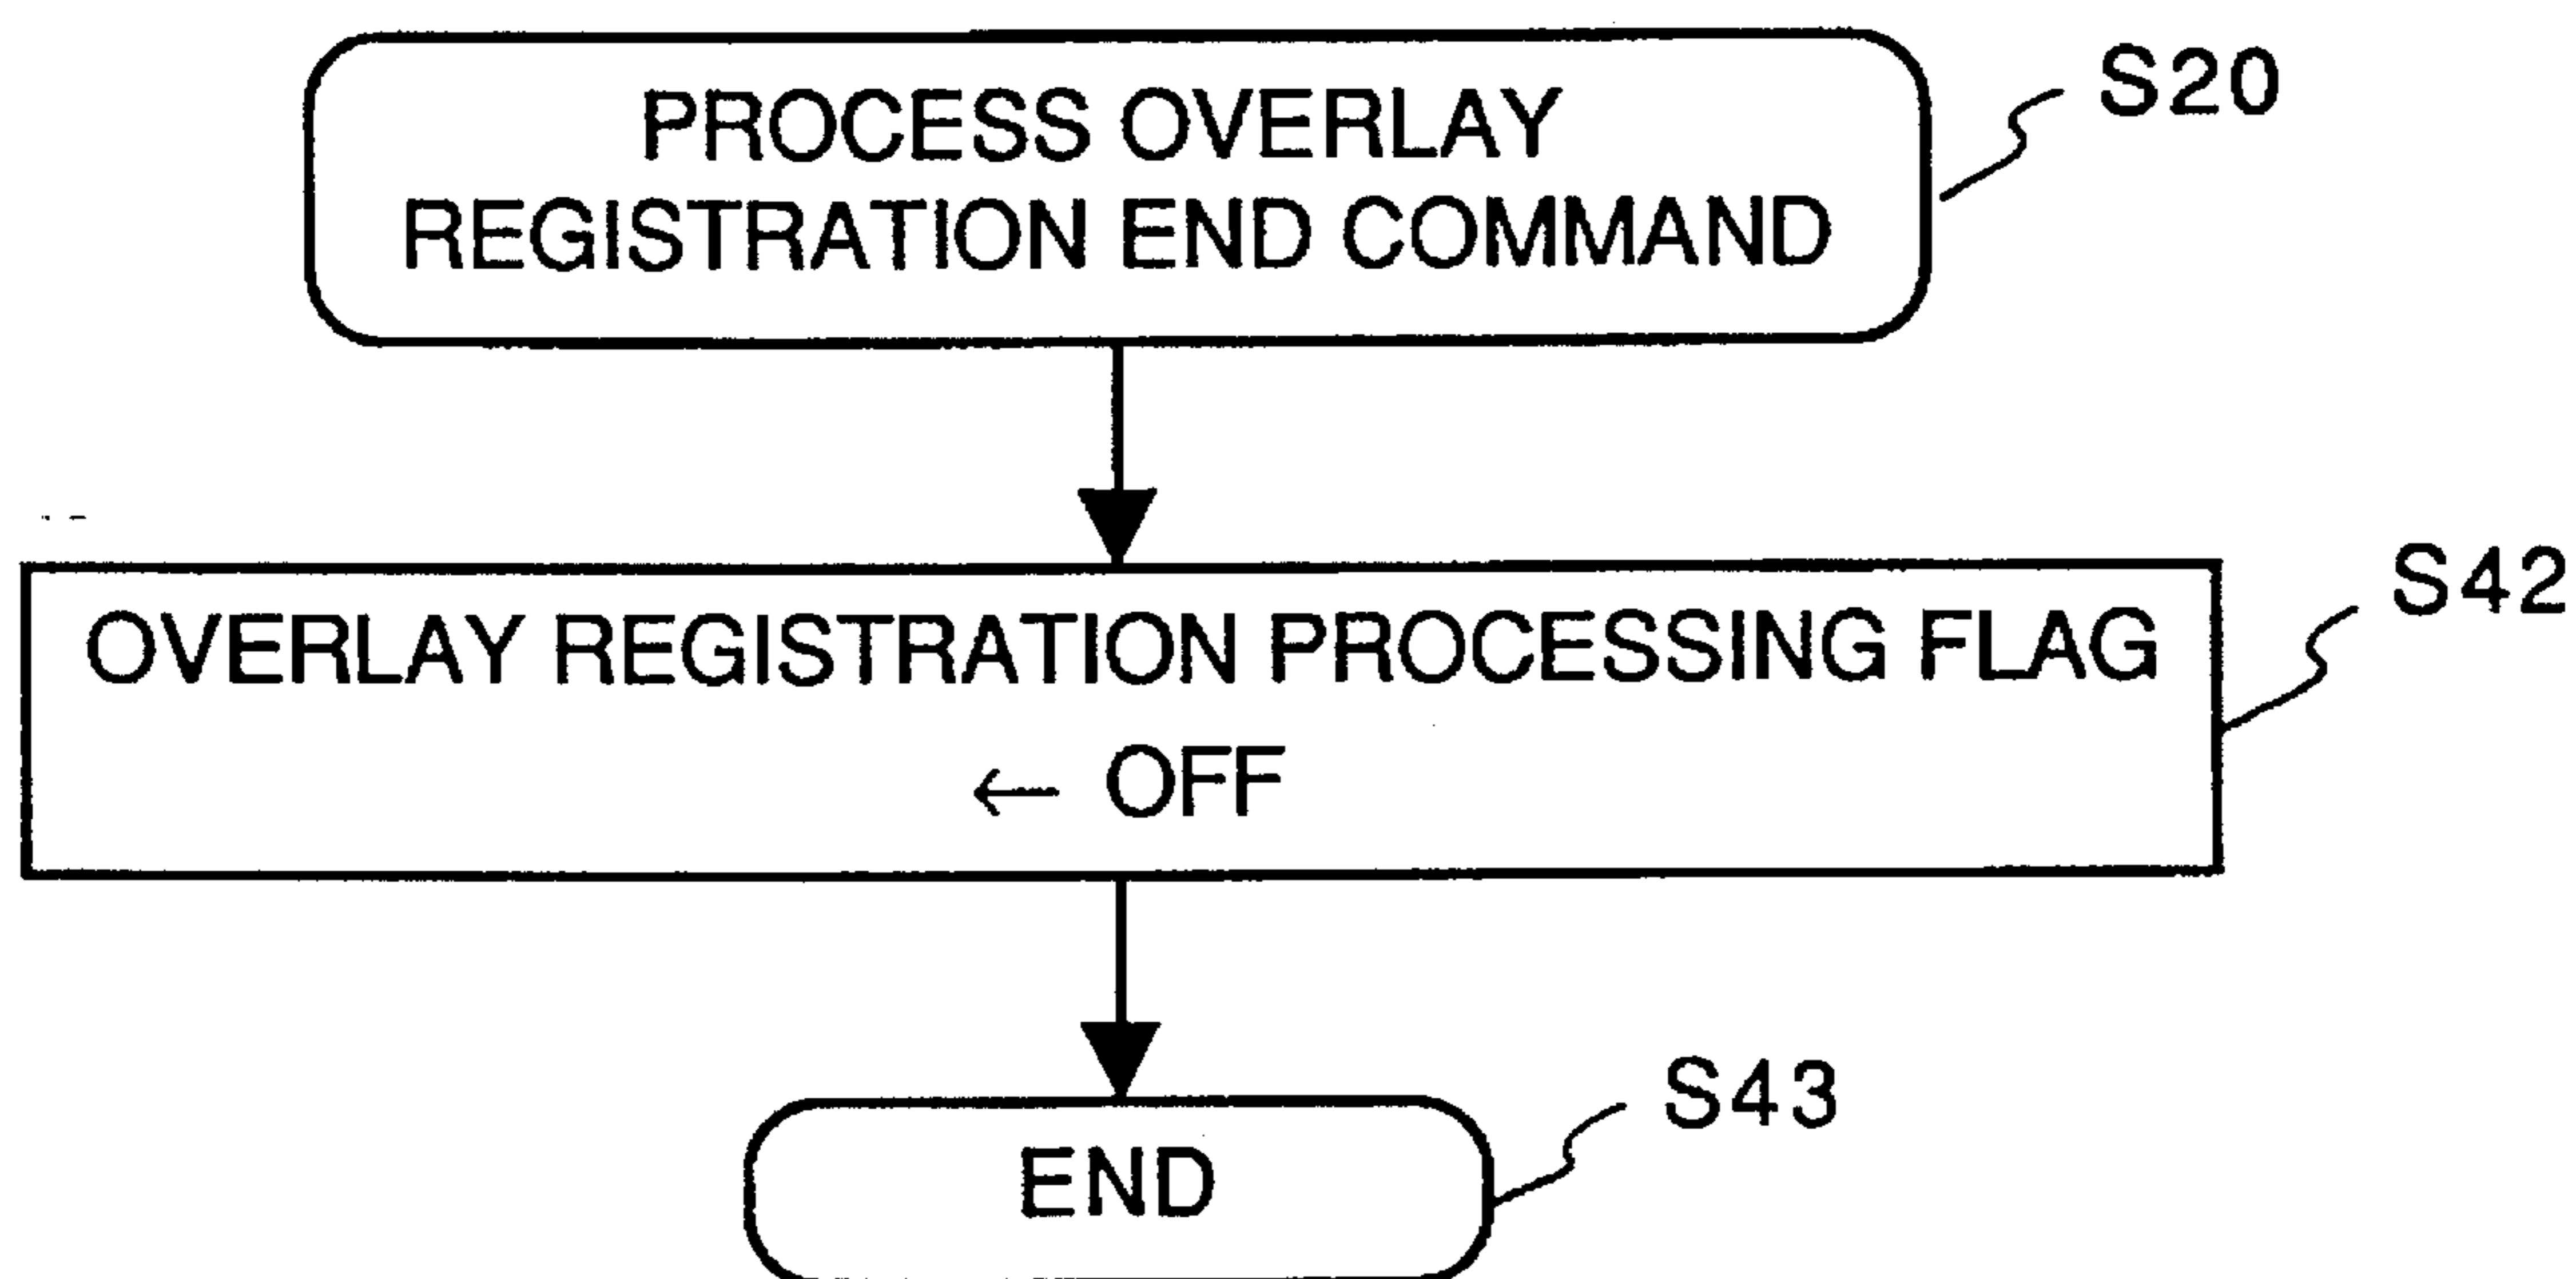 PROCESS OVERLAY
REGISTRATION END COMMAND
S20
OVERLAY REGISTRATION PROCESSING FLAG
← OFF
S42
END
S43